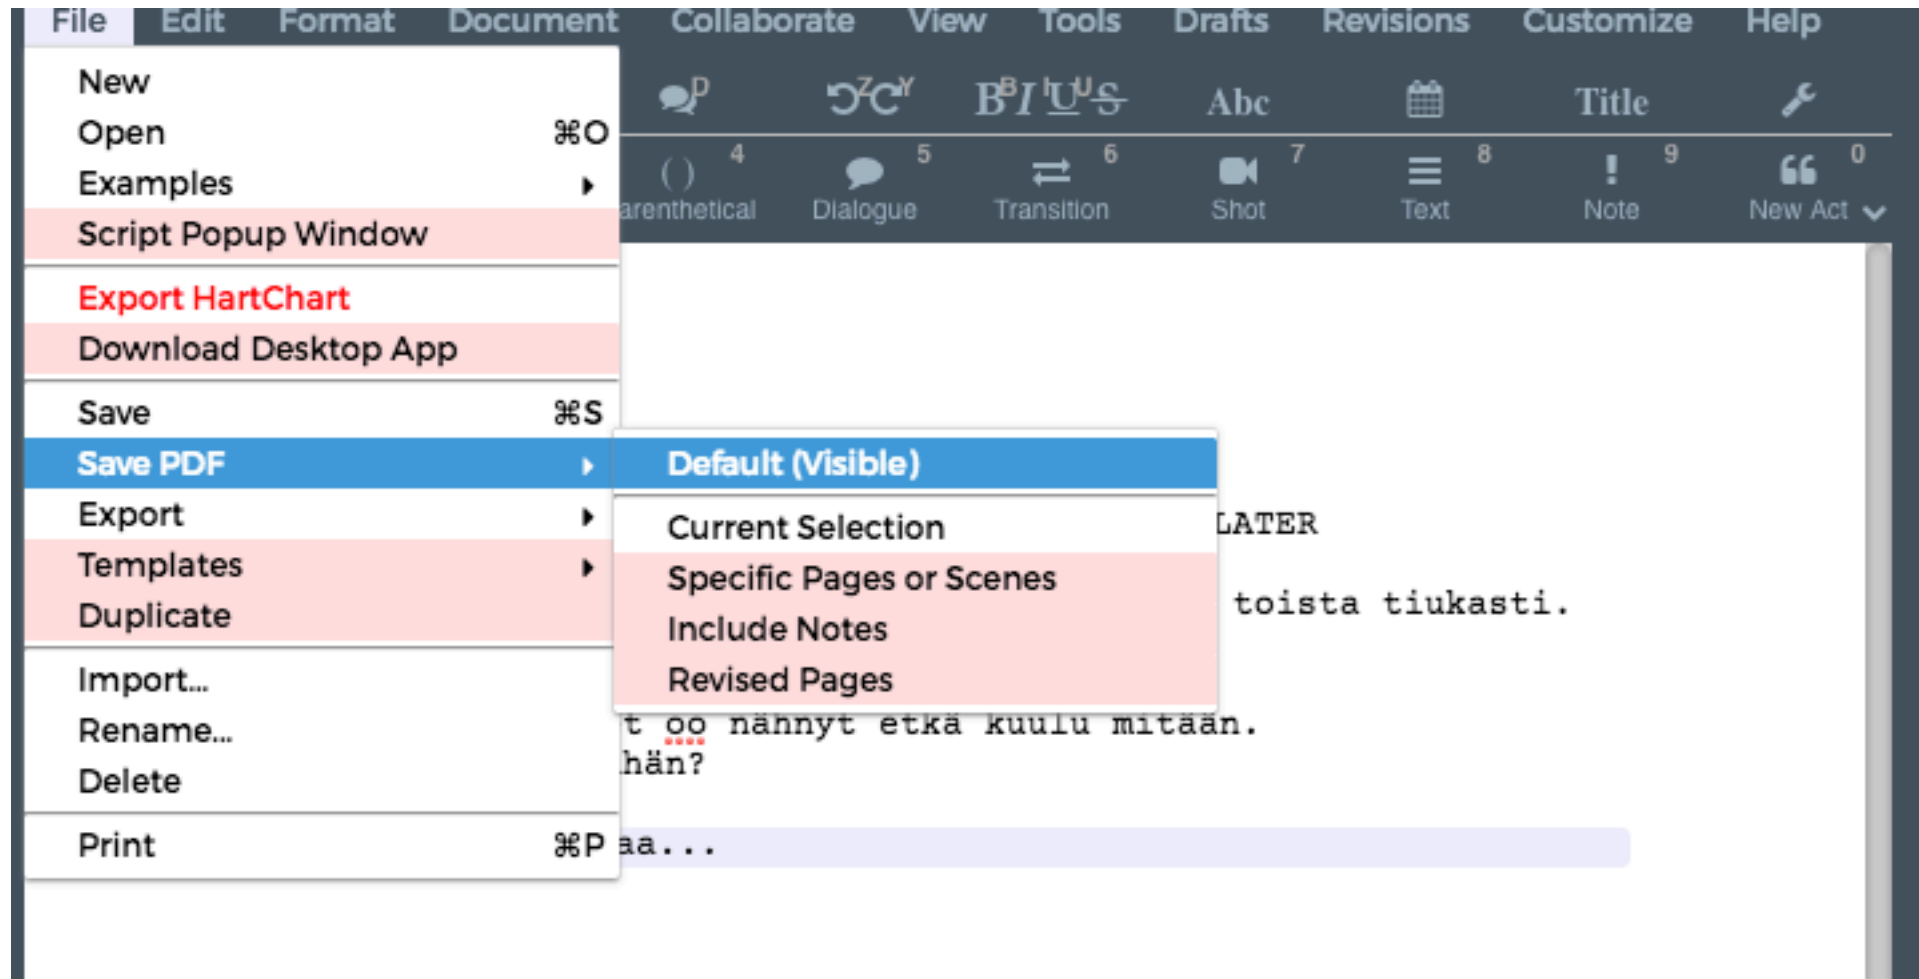 File Edit Format Document Collaborate View Tools Drafts Revisions Customize Help
New
Open ⌘O
Examples
Script Popup Window
Export HartChart
Download Desktop App
Save ⌘S
Save PDF
Export
Templates
Duplicate
Import...
Rename...
Delete
Print ⌘P
Default (Visible)
Current Selection
Specific Pages or Scenes
Include Notes
Revised Pages
D Z Y B B I I U U S Abc Title
( ) 4 5 6 7 8 ! 9 0
arenthetical Dialogue Transition Shot Text Note New Act
LATER
toista tiukasti.
t oo nähnyt etkä kuulu mitään.
hän?
aa...